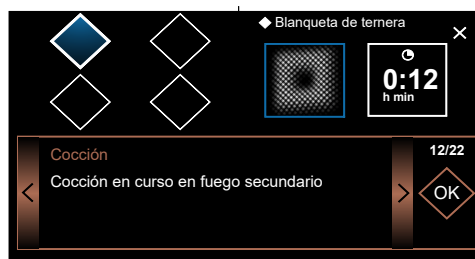 Blanqueta de ternera
0:12
h min
Cocción
12/22
Cocción en curso en fuego secundario
OK